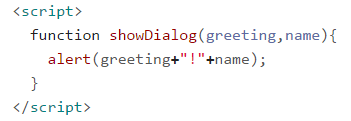 <script>
function showDialog(greeting,name){
alert(greeting+"!"+name);
}
</script>